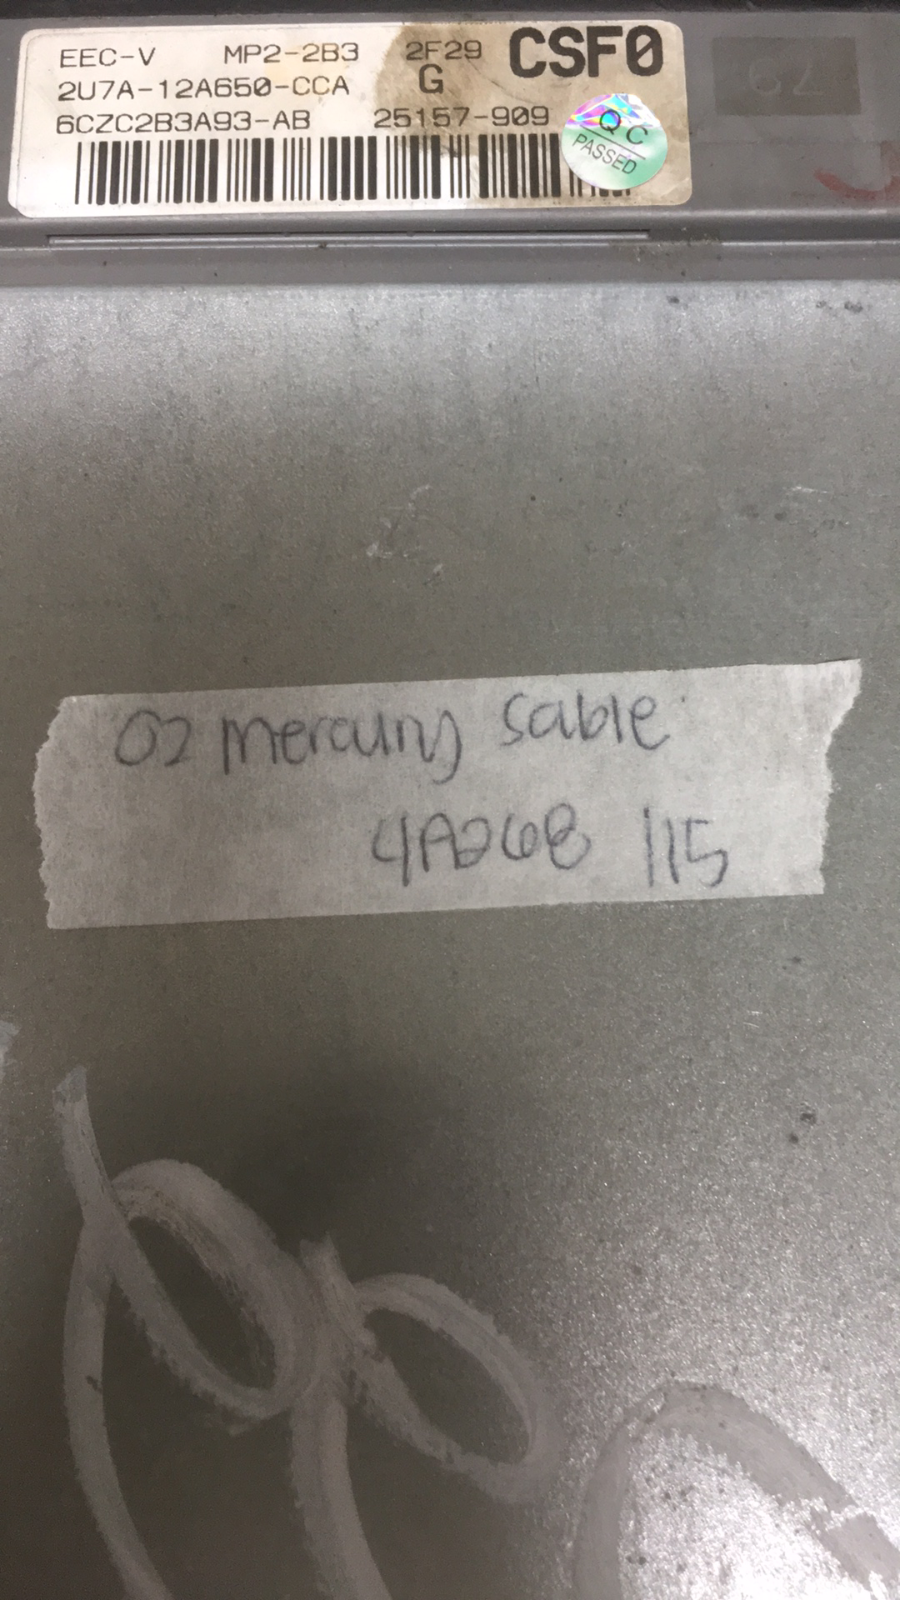 EEC-V MP2-2B3 2F29 CSF0
2U7A-12A650-CCA G
6CZC2B3A93-AB 25157-909
QC
PASSED
02 Mercury Sable
4A268 115